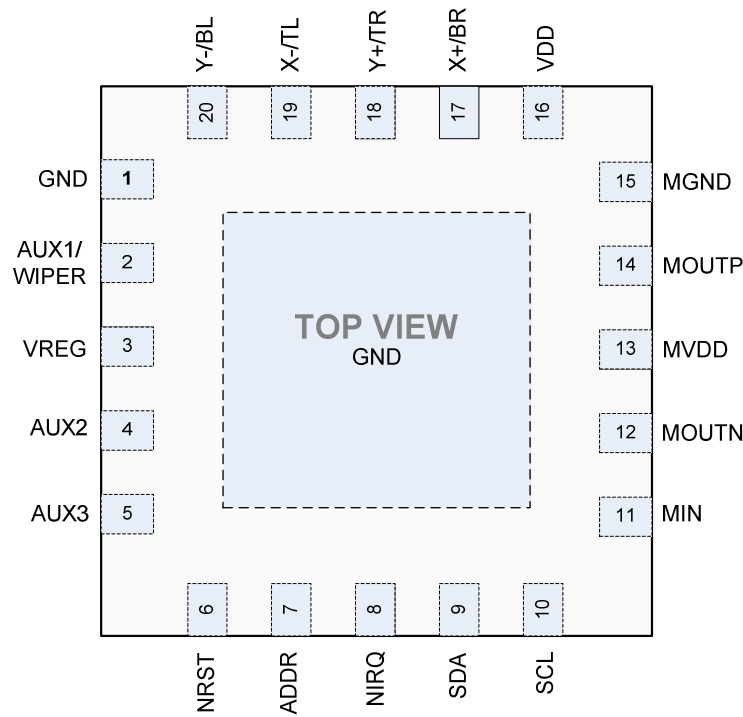 Y-/BL
X-/TL
Y+/TR
X+/BR
VDD
20
19
18
17
16
GND
1
15
MGND
AUX1/
WIPER
2
14
MOUTP
VREG
3
TOP VIEW
GND
13
MVDD
AUX2
4
12
MOUTN
AUX3
5
11
MIN
6
7
8
9
10
NRST
ADDR
NIRQ
SDA
SCL